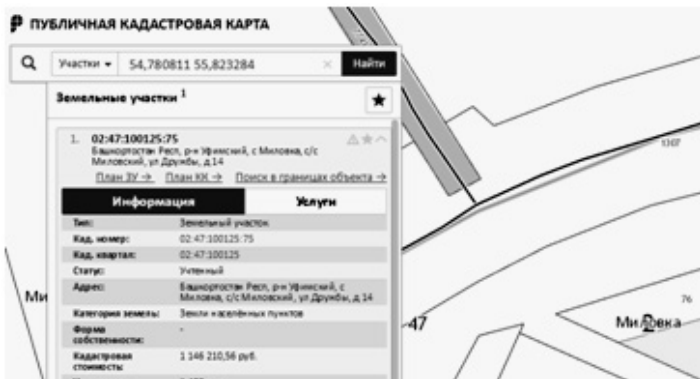 ПУБЛИЧНАЯ КАДАСТРОВАЯ КАРТА
Участки 54,780811 55,823284 × Найти
Земельные участки 1
1. 02:47:100125:75
Башкортостан Респ, р-н Уфимский, с Миловка, с/с
Миловский, ул Дружбы, д 14
План ЗУ → План КК → Поиск в границах объекта →
Информация Услуги
Тип: Земельный участок
Кад. номер: 02:47:100125:75
Кад. квартал: 02:47:100125
Статус: Учтенный
Адрес: Башкортостан Респ, р-н Уфимский, с
Миловка, с/с Миловский, ул Дружбы, д 14
Категория земель: Земли населённых пунктов
Форма
собственности: -
Кадастровая
стоимость: 1 146 210,56 руб.
1307
Ми
47
76
Миловка